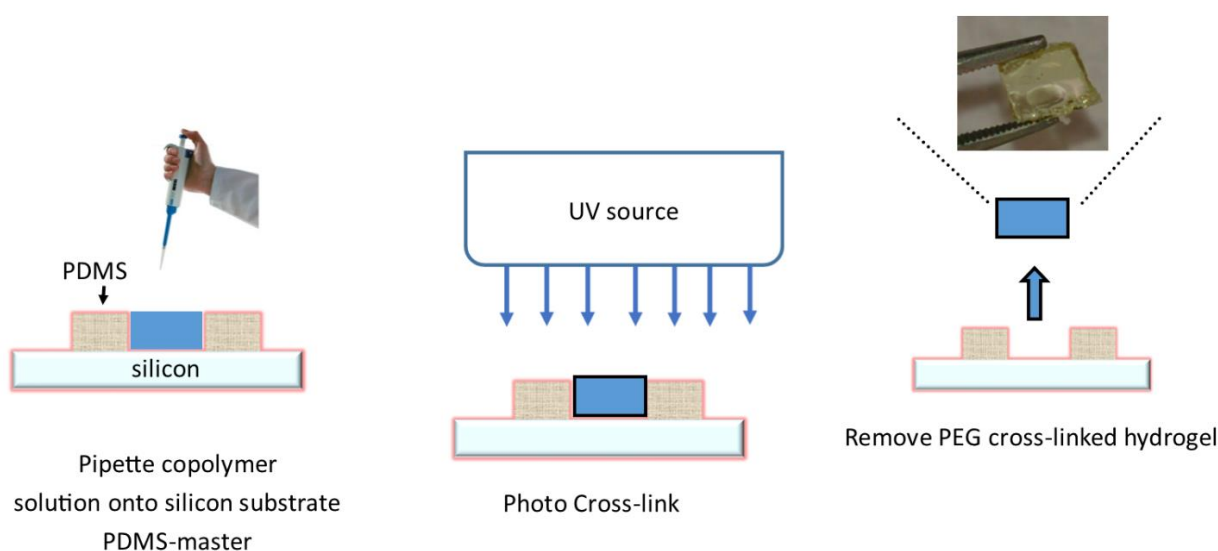 PDMS
silicon
Pipette copolymer
solution onto silicon substrate
PDMS-master
UV source
Photo Cross-link
Remove PEG cross-linked hydrogel